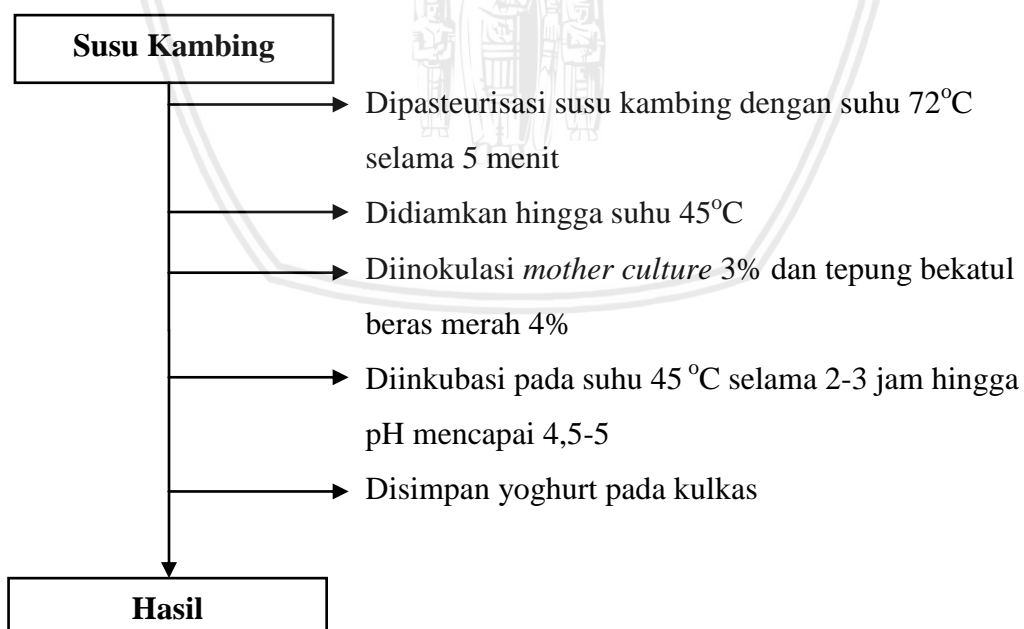 Susu Kambing
Dipasteurisasi susu kambing dengan suhu 72°C
selama 5 menit
Didiamkan hingga suhu 45°C
Diinokulasi mother culture 3% dan tepung bekatul
beras merah 4%
Diinkubasi pada suhu 45 °C selama 2-3 jam hingga
pH mencapai 4,5-5
Disimpan yoghurt pada kulkas
Hasil